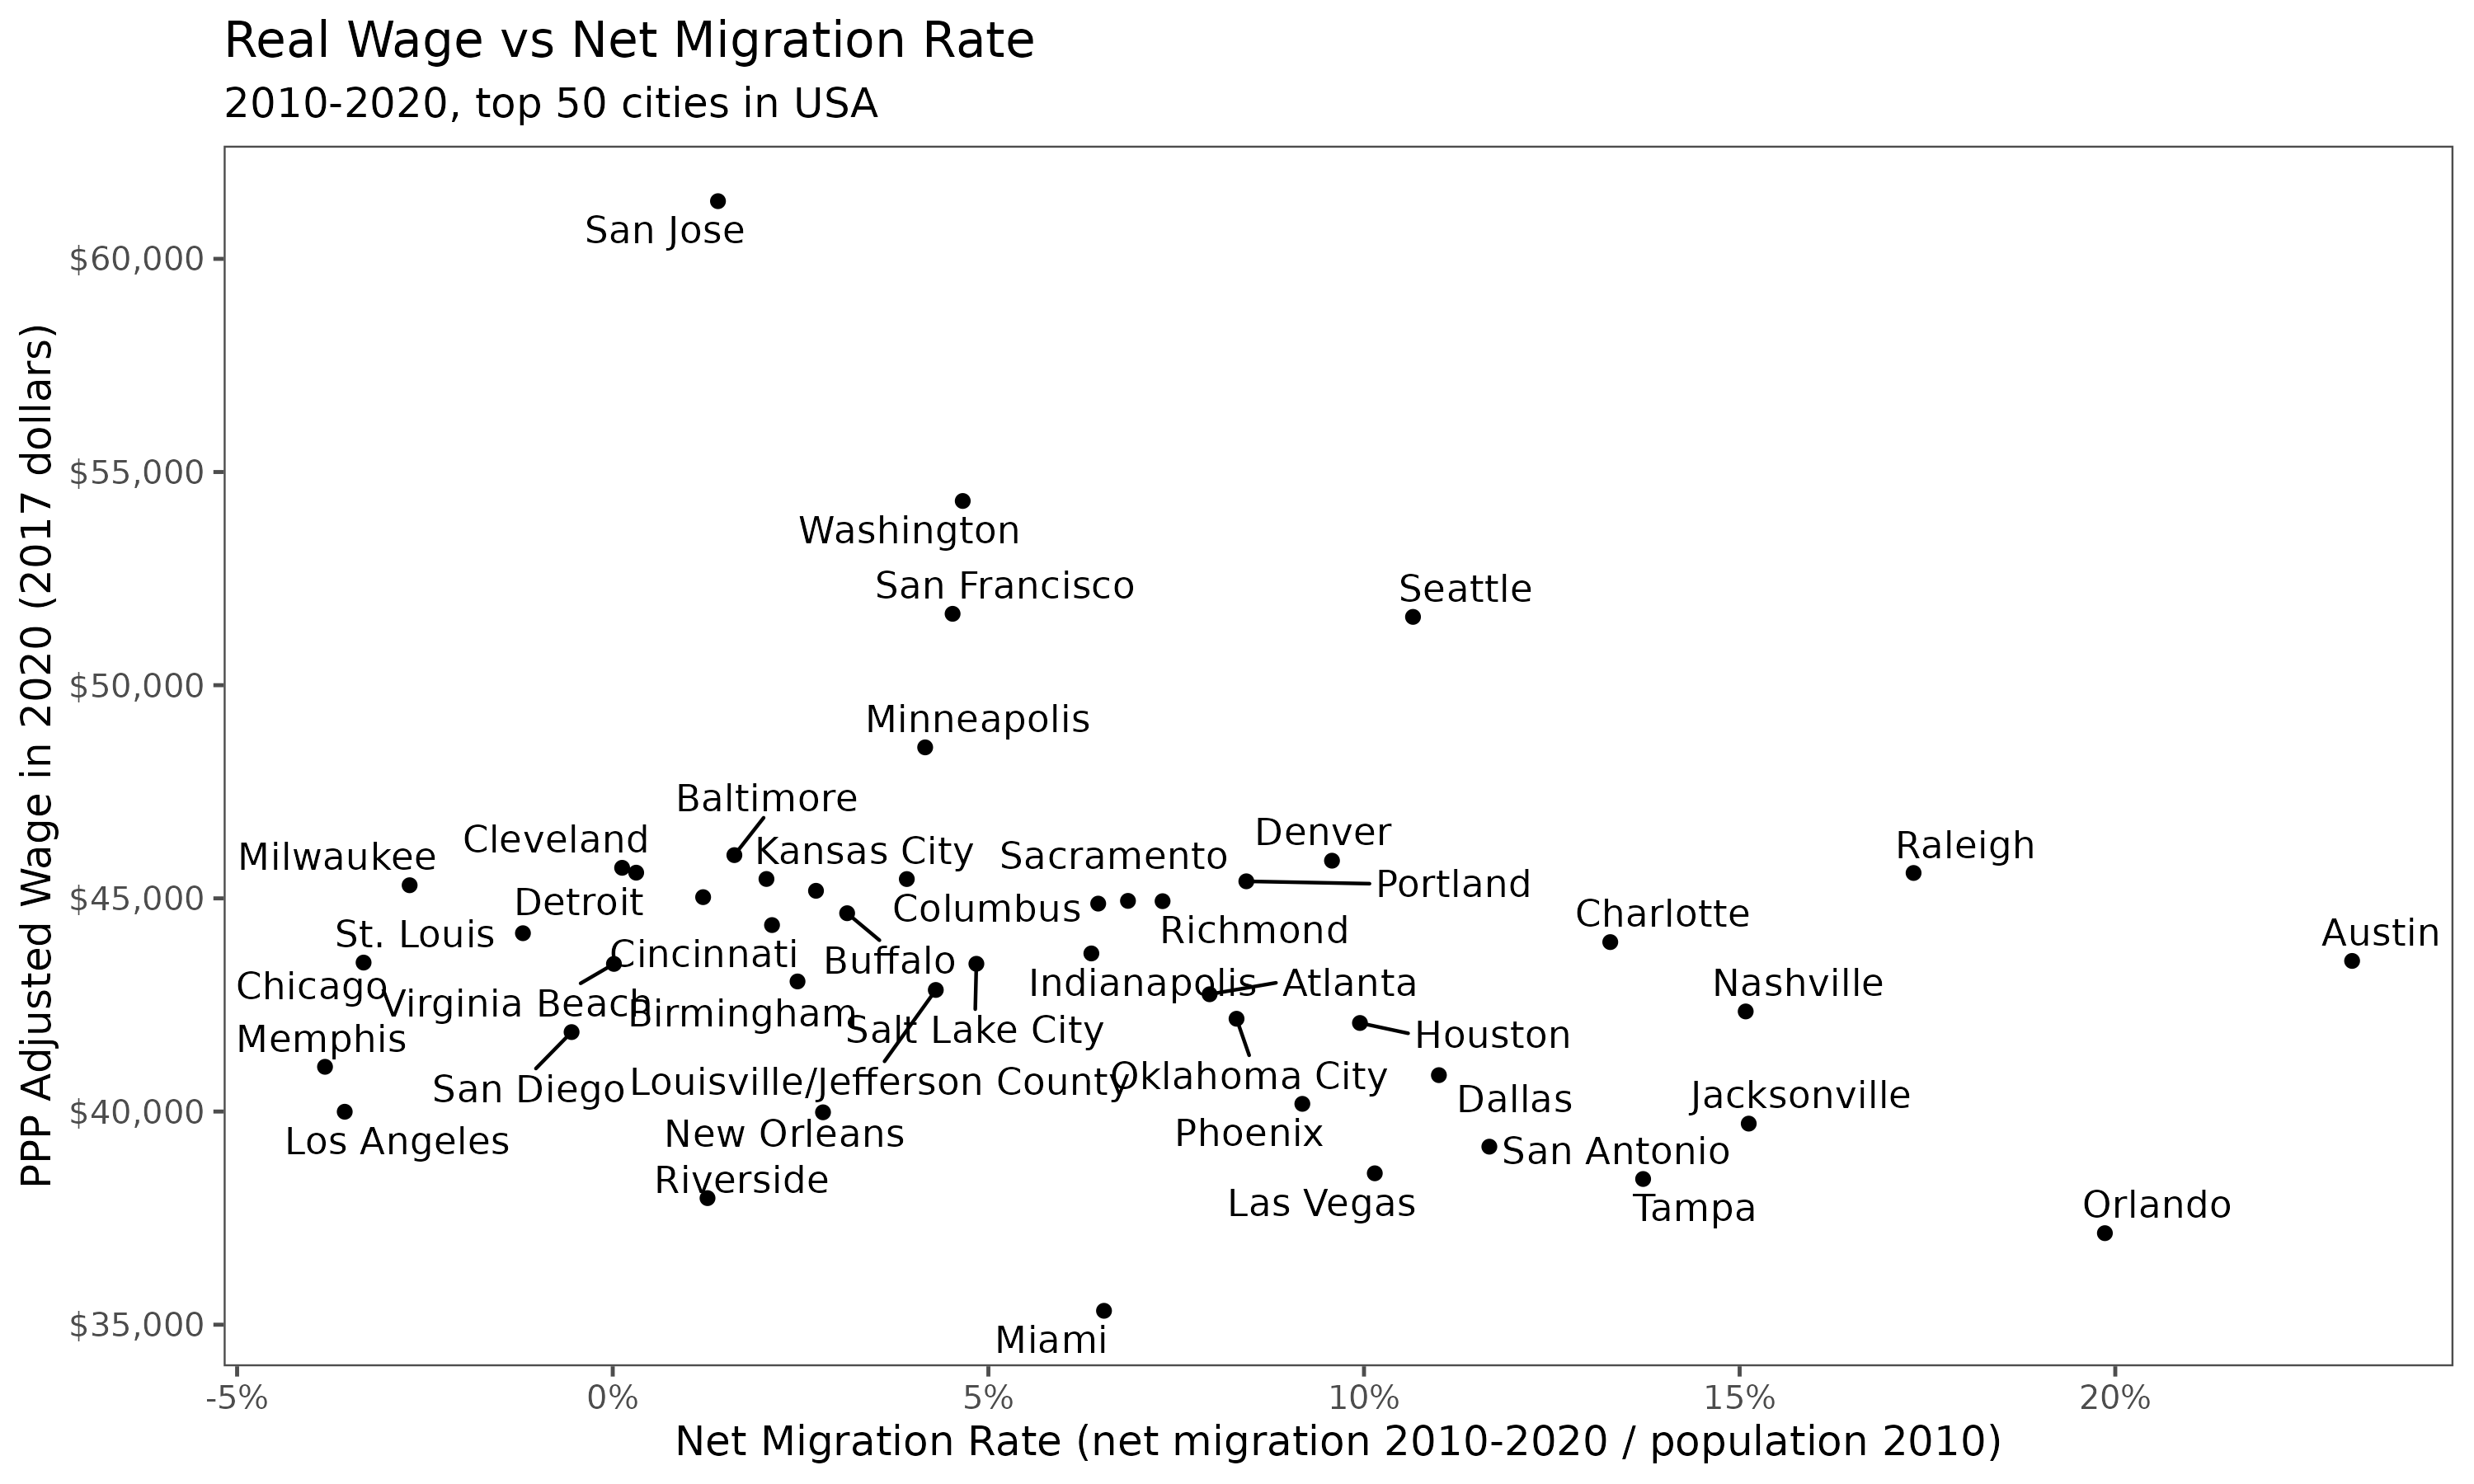 Real Wage vs Net Migration Rate
2010-2020, top 50 cities in USA
PPP Adjusted Wage in 2020 (2017 dollars)
$60,000
$55,000
$50,000
$45,000
$40,000
$35,000
San Jose
Washington
San Francisco
Seattle
Minneapolis
Baltimore
Denver
Cleveland
Raleigh
Kansas City
Milwaukee
Sacramento
Portland
Detroit
Columbus
Charlotte
Richmond
Austin
St. Louis
Cincinnati
Buffalo
Indianapolis
Atlanta
Nashville
Chicago
Virginia Beach
Birmingham
Salt Lake City
Houston
Memphis
Oklahoma City
Louisville/Jefferson County
San Diego
Jacksonville
Dallas
New Orleans
Phoenix
Los Angeles
San Antonio
Riverside
Las Vegas
Orlando
Tampa
Miami
-5%
0%
5%
10%
15%
20%
Net Migration Rate (net migration 2010-2020 / population 2010)